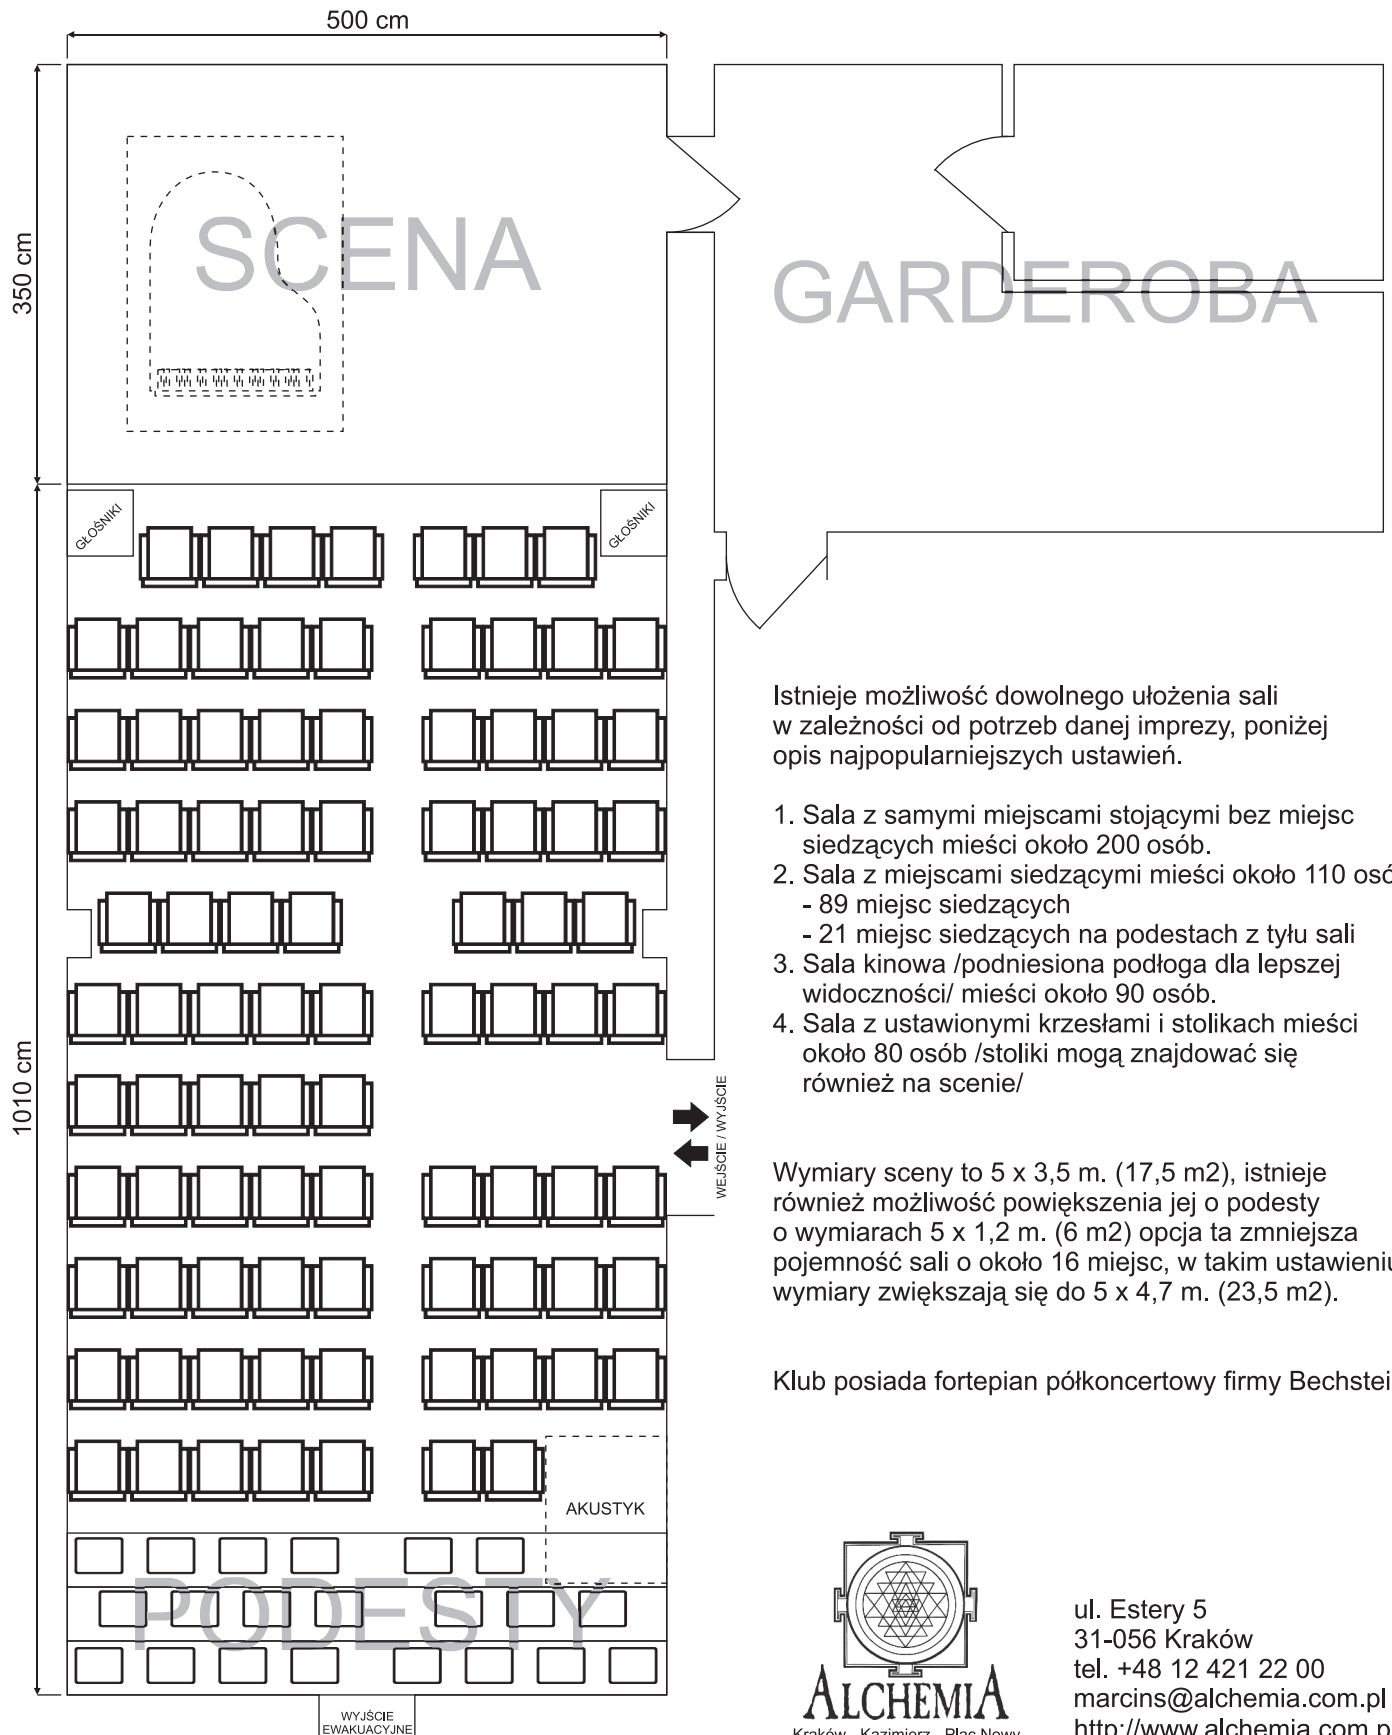 500 cm
350 cm
SCENA
GARDEROBA
GŁOŚNIKI
GŁOŚNIKI
1010 cm
Istnieje możliwość dowolnego ułożenia sali
w zależności od potrzeb danej imprezy, poniżej
opis najpopularniejszych ustawień.
1. Sala z samymi miejscami stojącymi bez miejsc
siedzących mieści około 200 osób.
2. Sala z miejscami siedzącymi mieści około 110 osó
- 89 miejsc siedzących
- 21 miejsc siedzących na podestach z tyłu sali
3. Sala kinowa /podniesiona podłoga dla lepszej
widoczności/ mieści około 90 osób.
4. Sala z ustawionymi krzesłami i stolikach mieści
około 80 osób /stoliki mogą znajdować się
również na scenie/
WEJŚCIE / WYJŚCIE
Wymiary sceny to 5 x 3,5 m. (17,5 m2), istnieje
również możliwość powiększenia jej o podesty
o wymiarach 5 x 1,2 m. (6 m2) opcja ta zmniejsza
pojemność sali o około 16 miejsc, w takim ustawieniu
wymiary zwiększają się do 5 x 4,7 m. (23,5 m2).
Klub posiada fortepian półkoncertowy firmy Bechstei
AKUSTYK
PODESTY
WYJŚCIE
EWAKUACYJNE
ALCHEMIA
Kraków - Kazimierz - Plac Nowy
ul. Estery 5
31-056 Kraków
tel. +48 12 421 22 00
marcins@alchemia.com.pl
http://www.alchemia.com.p